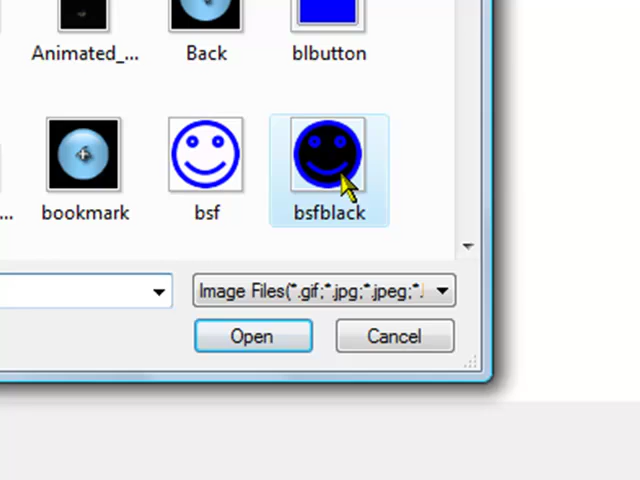 Animated_...
Back
blbutton
...
bookmark
bsf
bsfblack
Image Files(*.gif;*.jpg;*.jpeg;*.
Open
Cancel